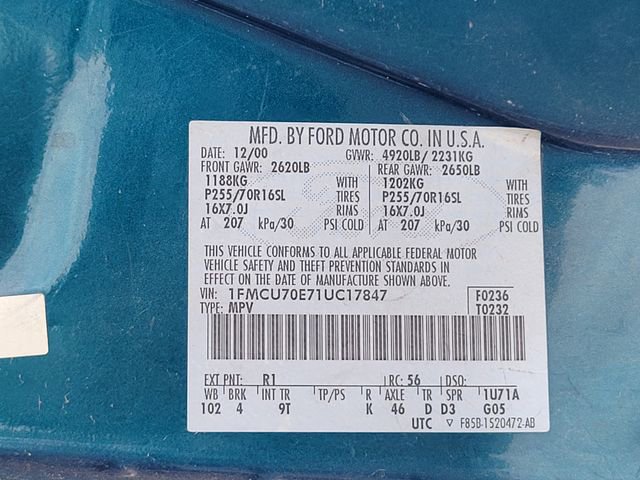 MFD. BY FORD MOTOR CO. IN U.S.A.
DATE: 12/00 GVWR: 4920LB/ 2231KG
FRONT GAWR: 2620LB REAR GAWR: 2650LB
1188KG WITH 1202KG WITH
P255/70R16SL TIRES P255/70R16SL TIRES
16X7.0J RIMS 16X7.0J RIMS
AT 207 kPa/30 PSI COLD AT 207 kPa/30 PSI COLD
THIS VEHICLE CONFORMS TO ALL APPLICABLE FEDERAL MOTOR
VEHICLE SAFETY AND THEFT PREVENTION STANDARDS IN
EFFECT ON THE DATE OF MANUFACTURE SHOWN ABOVE.
VIN: 1FMCU70E71UC17847 F0236
TYPE: MPV T0232
EXT PNT: R1 RC: 56 DSO:
WB BRK INT TR TP/PS R AXLE TR SPR 1U71A
102 4 9T K 46 D D3 G05
UTC ▽ F85B-1520472-AB